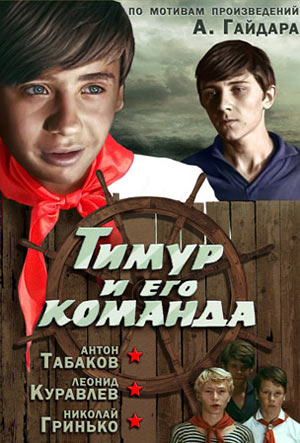 ПО МОТИВАМ ПРОИЗВЕДЕНИЙ
А. ГАЙДАРА
ТИМУР
И ЕГО
КОМАНДА
АНТОН
ТАБАКОВ
ЛЕОНИД
КУРАВЛЕВ
НИКОЛАЙ
ГРИНЬКО